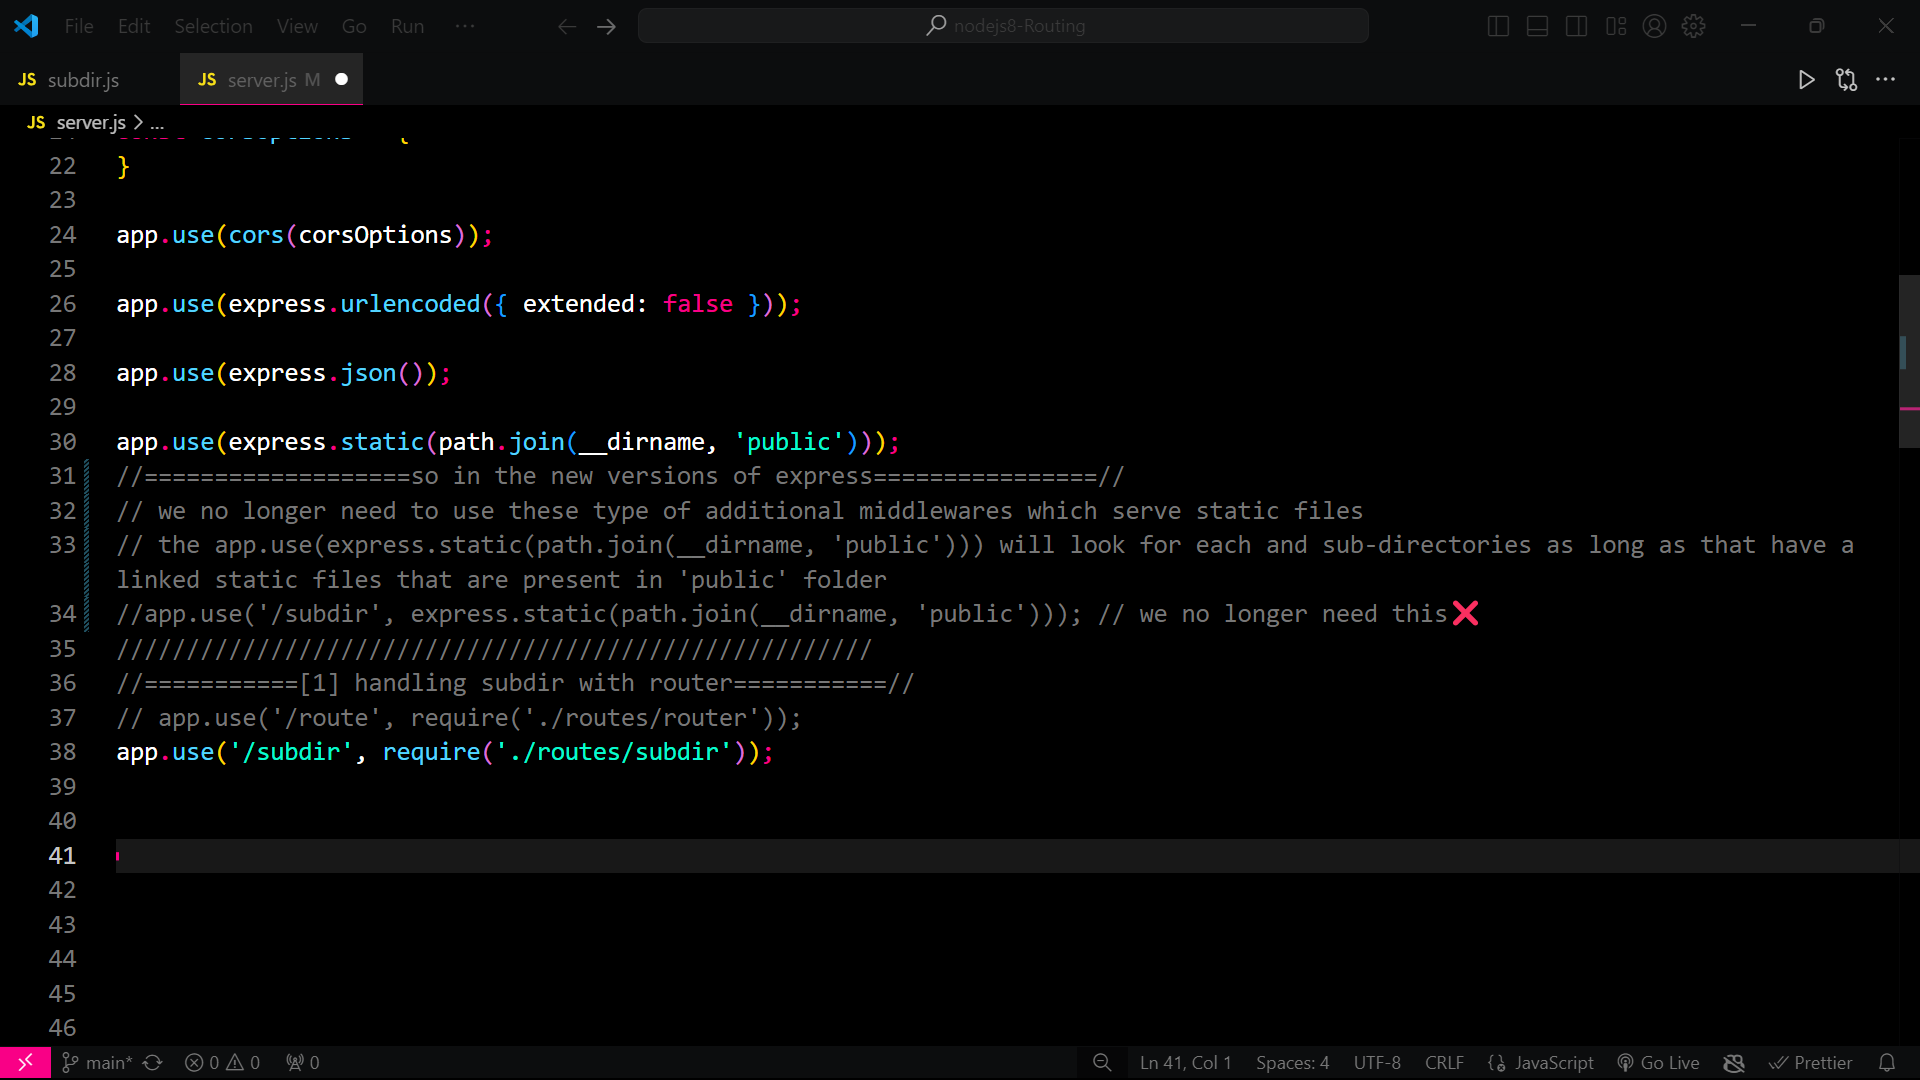 File Edit Selection View Go Run ··· nodejs8-Routing
JS subdir.js JS server.js M
JS server.js > ...
22 }
23
24 app.use(cors(corsOptions));
25
26 app.use(express.urlencoded({ extended: false }));
27
28 app.use(express.json());
29
30 app.use(express.static(path.join(__dirname, 'public')));
31 //===================so in the new versions of express================//
32 // we no longer need to use these type of additional middlewares which serve static files
33 // the app.use(express.static(path.join(__dirname, 'public'))) will look for each and sub-directories as long as that have a
linked static files that are present in 'public' folder
34 //app.use('/subdir', express.static(path.join(__dirname, 'public'))); // we no longer need this❌
35 //////////////////////////////////////////////////////
36 //===========[1] handling subdir with router===========//
37 // app.use('/route', require('./routes/router'));
38 app.use('/subdir', require('./routes/subdir'));
39
40
41
42
43
44
45
46
main* 0 0 0 Ln 41, Col 1 Spaces: 4 UTF-8 CRLF JavaScript Go Live Prettier